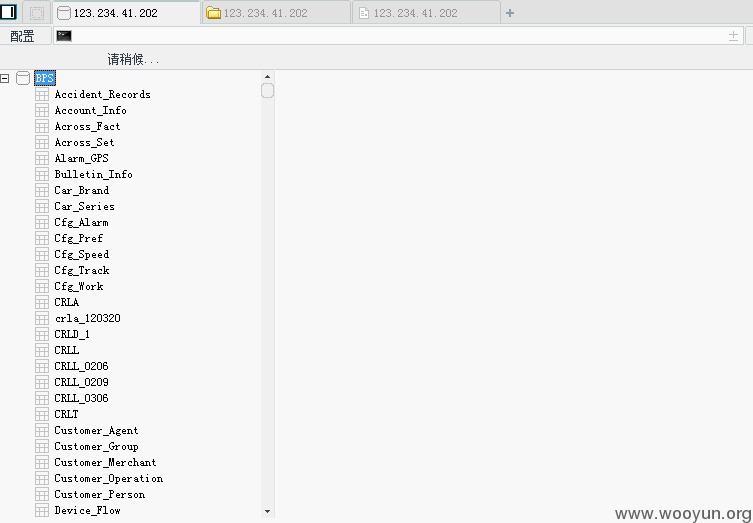 123.234.41.202 123.234.41.202 123.234.41.202
配置
请稍候...
BPS
Accident_Records
Account_Info
Across_Fact
Across_Set
Alarm_GPS
Bulletin_Info
Car_Brand
Car_Series
Cfg_Alarm
Cfg_Pref
Cfg_Speed
Cfg_Track
Cfg_Work
CRLA
crla_120320
CRLD_1
CRLL
CRLL_0206
CRLL_0209
CRLL_0306
CRLT
Customer_Agent
Customer_Group
Customer_Merchant
Customer_Operation
Customer_Person
Device_Flow
www.wooyun.org